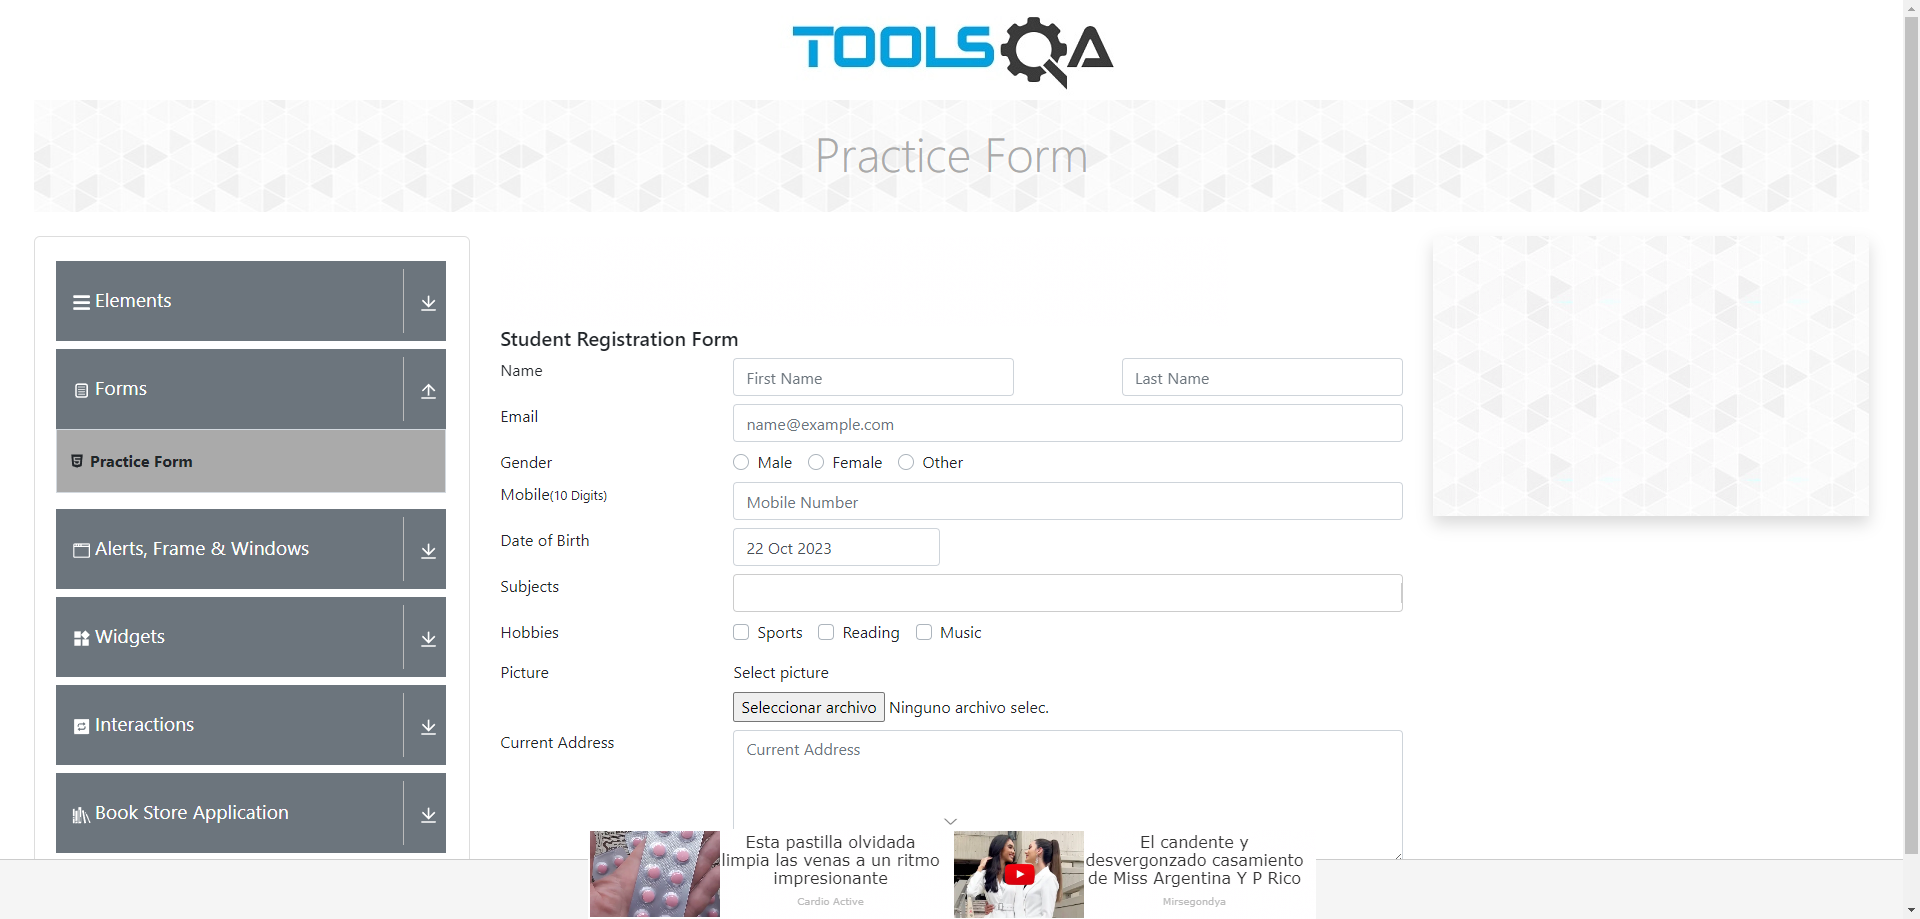 TOOLSQA
Practice Form
Elements
Forms
Practice Form
Alerts, Frame & Windows
Widgets
Interactions
Book Store Application
Student Registration Form
Name
First Name
Last Name
Email
name@example.com
Gender
Male
Female
Other
Mobile(10 Digits)
Mobile Number
Date of Birth
22 Oct 2023
Subjects
Hobbies
Sports
Reading
Music
Picture
Select picture
Seleccionar archivo Ninguno archivo selec.
Current Address
Current Address
Esta pastilla olvidada
limpia las venas a un ritmo
impresionante
Cardio Active
El candente y
desvergonzado casamiento
de Miss Argentina Y P Rico
Mirsegondya